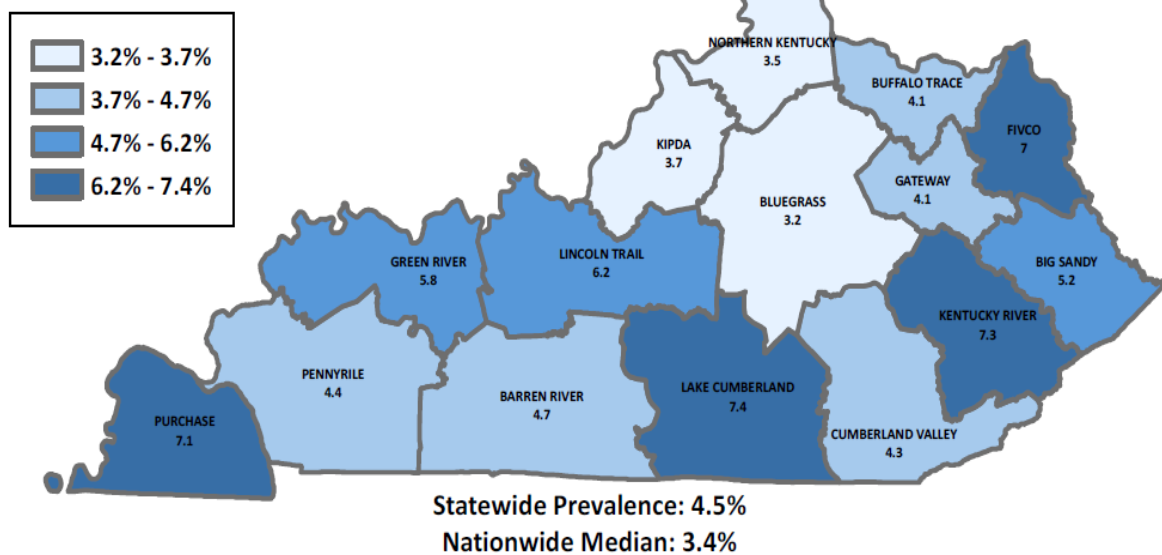 3.2% - 3.7%
3.7% - 4.7%
4.7% - 6.2%
6.2% - 7.4%
NORTHERN KENTUCKY
3.5
BUFFALO TRACE
4.1
FIVCO
7
KIPDA
3.7
GATEWAY
4.1
BLUEGRASS
3.2
LINCOLN TRAIL
6.2
GREEN RIVER
5.8
BIG SANDY
5.2
KENTUCKY RIVER
7.3
PENNYRILE
4.4
BARREN RIVER
4.7
LAKE CUMBERLAND
7.4
PURCHASE
7.1
CUMBERLAND VALLEY
4.3
Statewide Prevalence: 4.5%
Nationwide Median: 3.4%